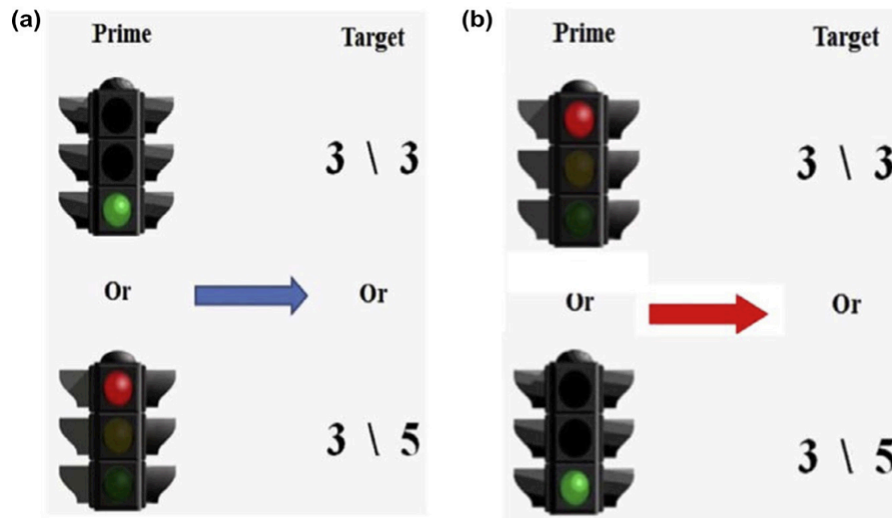 (a)
Prime Target
3 \ 3
Or Or
3 \ 5
(b)
Prime Target
3 \ 3
Or Or
3 \ 5